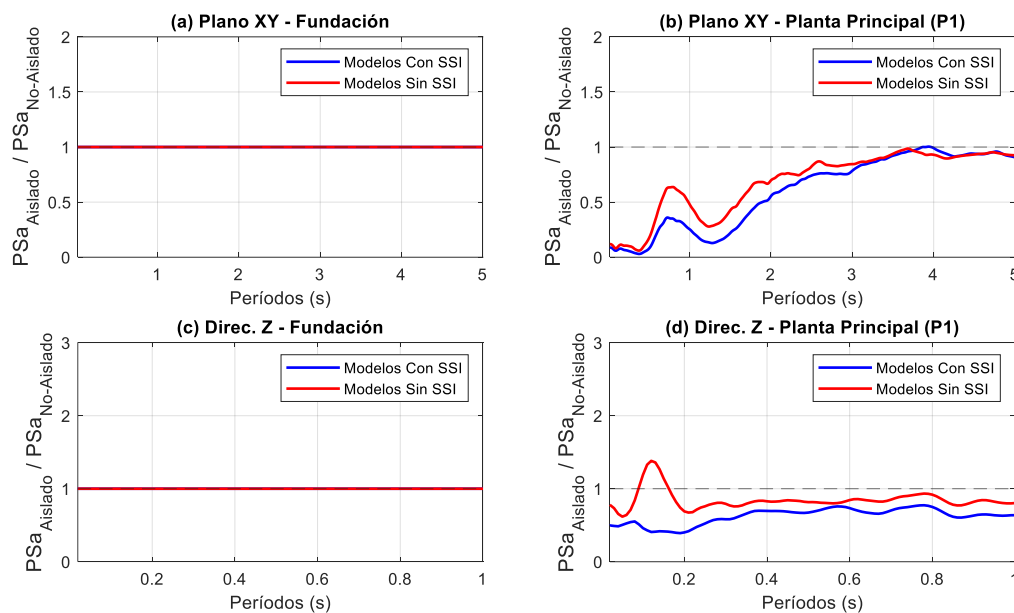 (a) Plano XY - Fundación
2
1.5
1
0.5
0
1
2
3
4
5
PSa Aislado / PSa No-Aislado
Períodos (s)
Modelos Con SSI
Modelos Sin SSI
(b) Plano XY - Planta Principal (P1)
2
1.5
1
0.5
0
1
2
3
4
5
PSa Aislado / PSa No-Aislado
Períodos (s)
Modelos Con SSI
Modelos Sin SSI
(c) Direc. Z - Fundación
3
2
1
0
0.2
0.4
0.6
0.8
1
PSa Aislado / PSa No-Aislado
Períodos (s)
Modelos Con SSI
Modelos Sin SSI
(d) Direc. Z - Planta Principal (P1)
3
2
1
0
0.2
0.4
0.6
0.8
1
PSa Aislado / PSa No-Aislado
Períodos (s)
Modelos Con SSI
Modelos Sin SSI